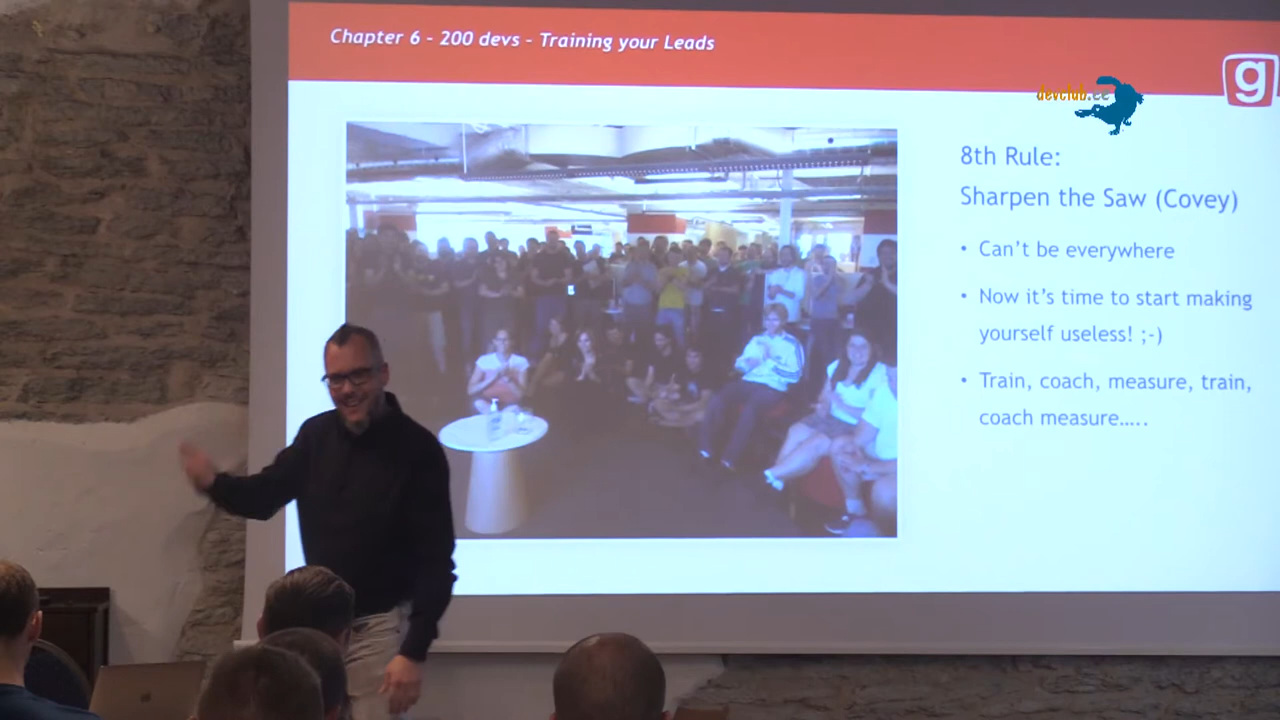 Chapter 6 - 200 devs - Training your Leads
g
devclub.ee
8th Rule:
Sharpen the Saw (Covey)
• Can't be everywhere
• Now it's time to start making
yourself useless! ;-)
• Train, coach, measure, train,
coach measure.....